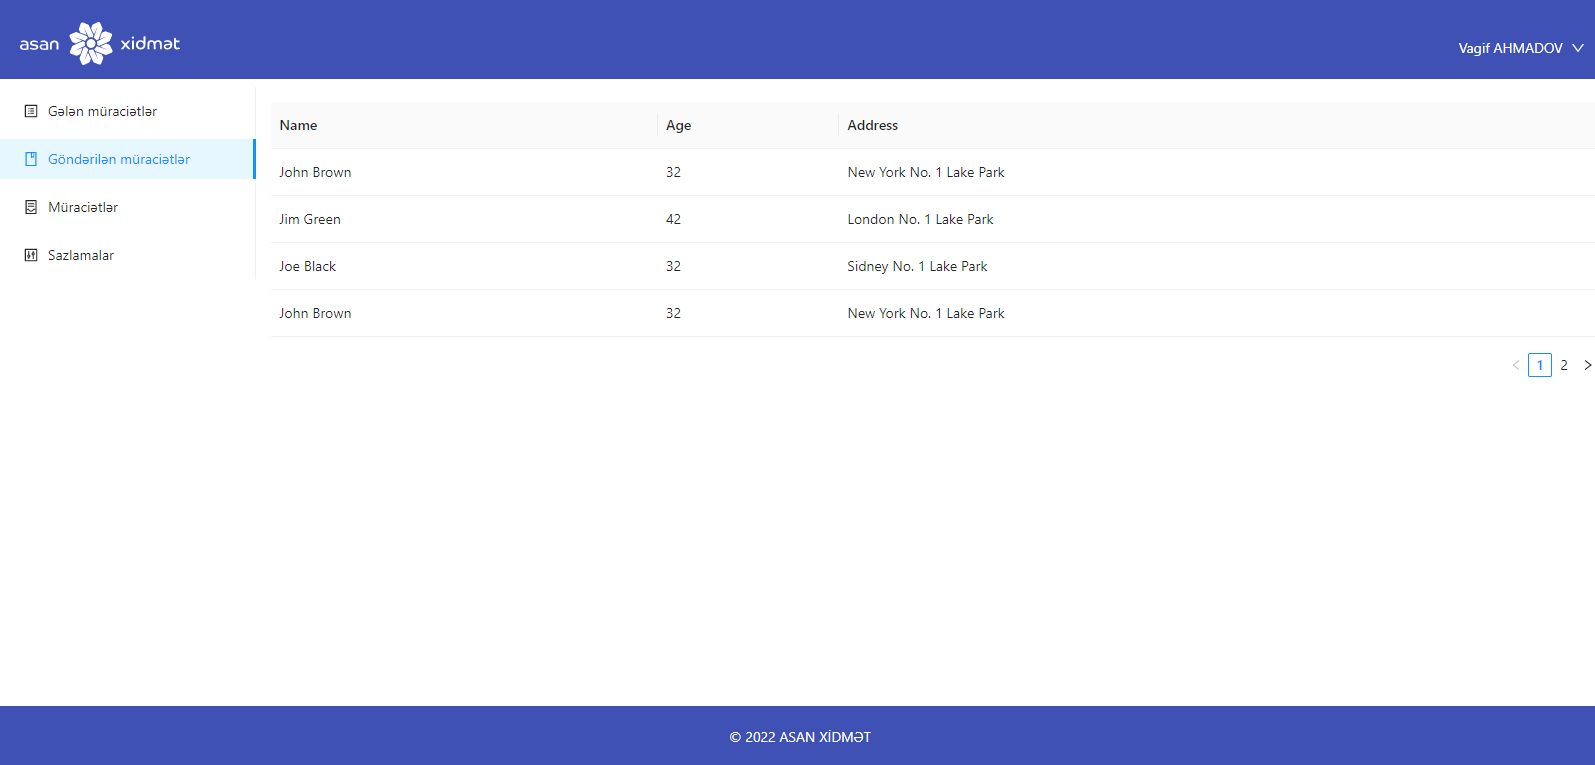 asan xidmət
Vagif AHMADOV
Gələn müraciətlər
Göndərilən müraciətlər
Müraciətlər
Sazlamalar
Name Age Address
John Brown 32 New York No. 1 Lake Park
Jim Green 42 London No. 1 Lake Park
Joe Black 32 Sidney No. 1 Lake Park
John Brown 32 New York No. 1 Lake Park
1 2
© 2022 ASAN XİDMƏT